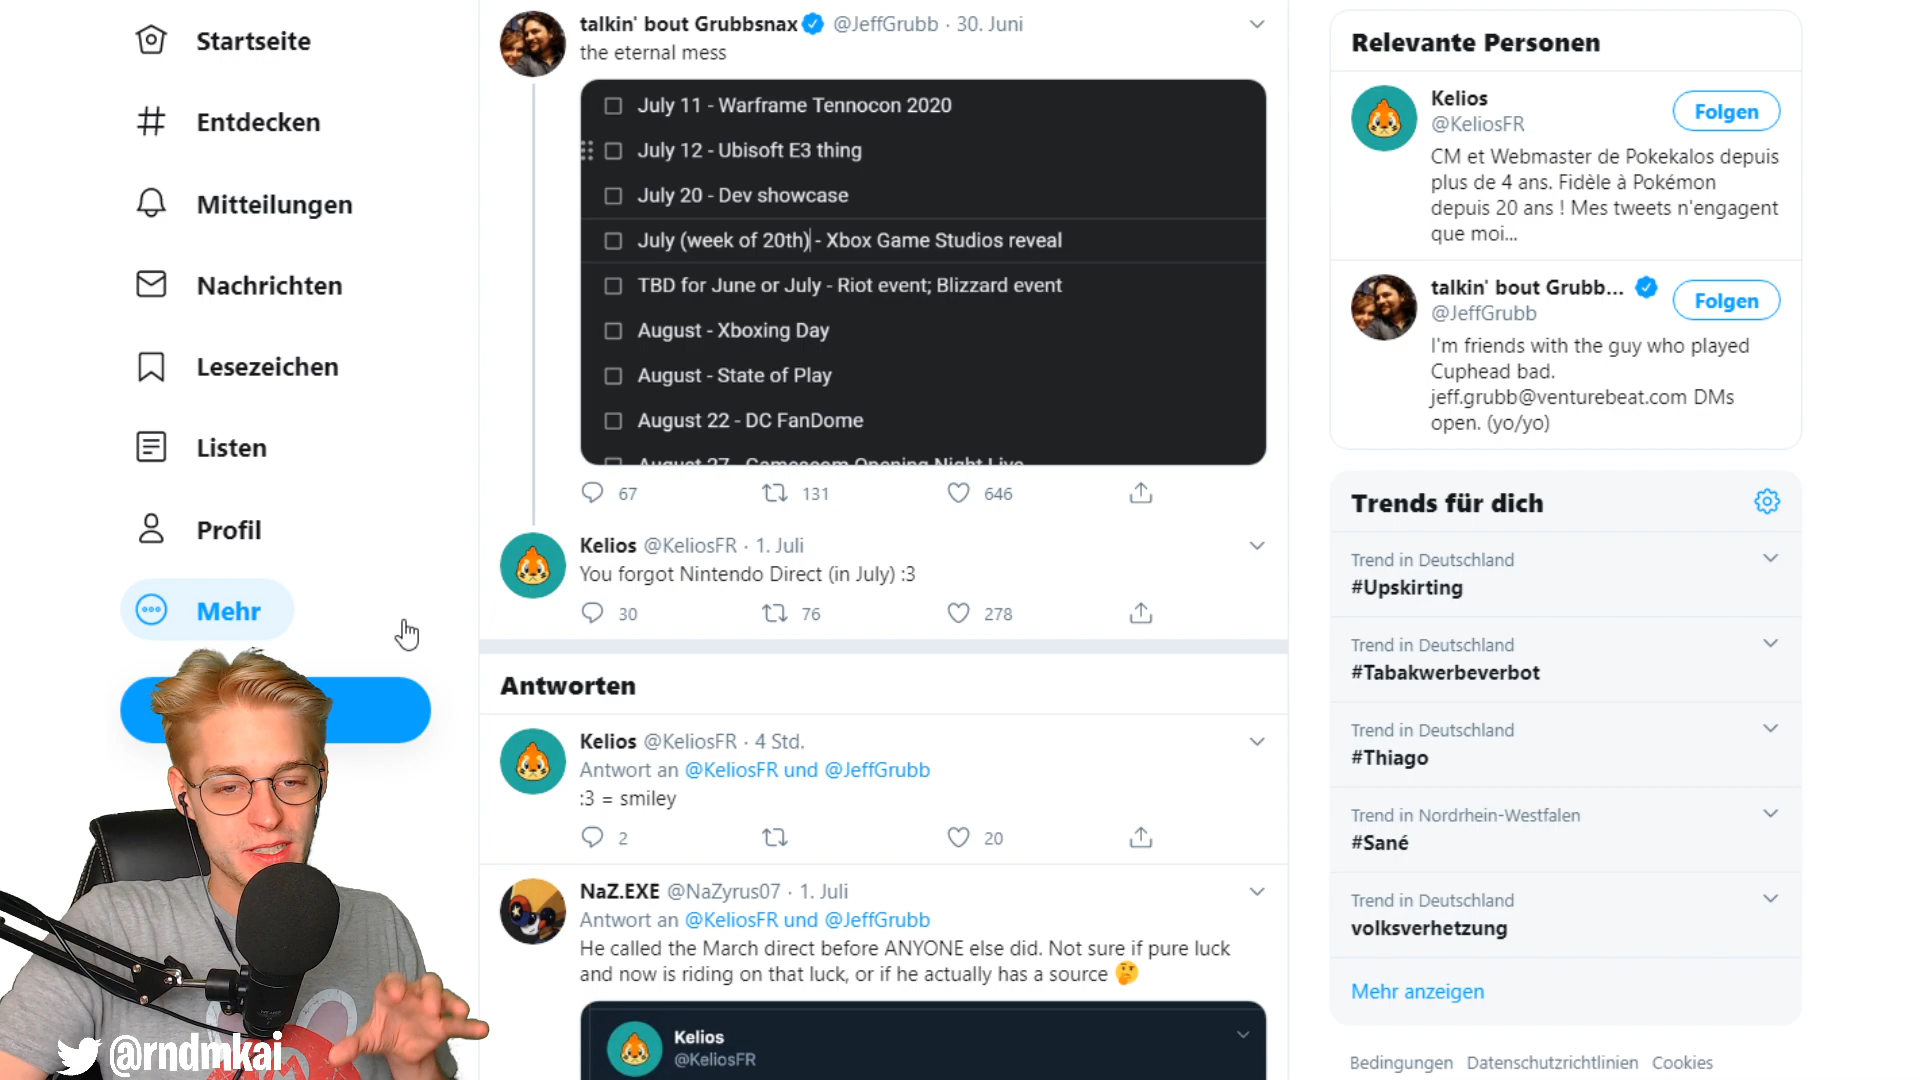 Startseite
Entdecken
Mitteilungen
Nachrichten
Lesezeichen
Listen
Profil
Mehr
talkin' bout Grubbsnax @JeffGrubb · 30. Juni
the eternal mess
July 11 - Warframe Tennocon 2020
July 12 - Ubisoft E3 thing
July 20 - Dev showcase
July (week of 20th) - Xbox Game Studios reveal
TBD for June or July - Riot event; Blizzard event
August - Xboxing Day
August - State of Play
August 22 - DC FanDome
August 27 - Gamescom Opening Night Live
67 131 646
Kelios @KeliosFR · 1. Juli
You forgot Nintendo Direct (in July) :3
30 76 278
Antworten
Kelios @KeliosFR · 4 Std.
Antwort an @KeliosFR und @JeffGrubb
:3 = smiley
2 20
NaZ.EXE @NaZyrus07 · 1. Juli
Antwort an @KeliosFR und @JeffGrubb
He called the March direct before ANYONE else did. Not sure if pure luck
and now is riding on that luck, or if he actually has a source 🤔
Kelios
@KeliosFR
Relevante Personen
Kelios
@KeliosFR
Folgen
CM et Webmaster de Pokekalos depuis
plus de 4 ans. Fidèle à Pokémon
depuis 20 ans ! Mes tweets n'engagent
que moi...
talkin' bout Grubb...
@JeffGrubb
Folgen
I'm friends with the guy who played
Cuphead bad.
jeff.grubb@venturebeat.com DMs
open. (yo/yo)
Trends für dich
Trend in Deutschland
#Upskirting
Trend in Deutschland
#Tabakwerbeverbot
Trend in Deutschland
#Thiago
Trend in Nordrhein-Westfalen
#Sané
Trend in Deutschland
volksverhetzung
Mehr anzeigen
Bedingungen Datenschutzrichtlinien Cookies
@rndmkai